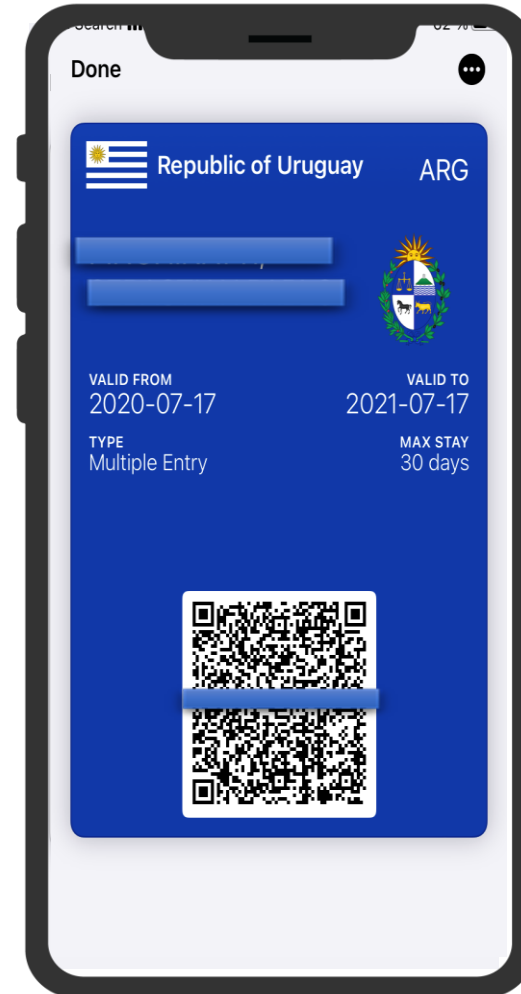 Done
Republic of Uruguay ARG
VALID FROM VALID TO
2020-07-17 2021-07-17
TYPE MAX STAY
Multiple Entry 30 days